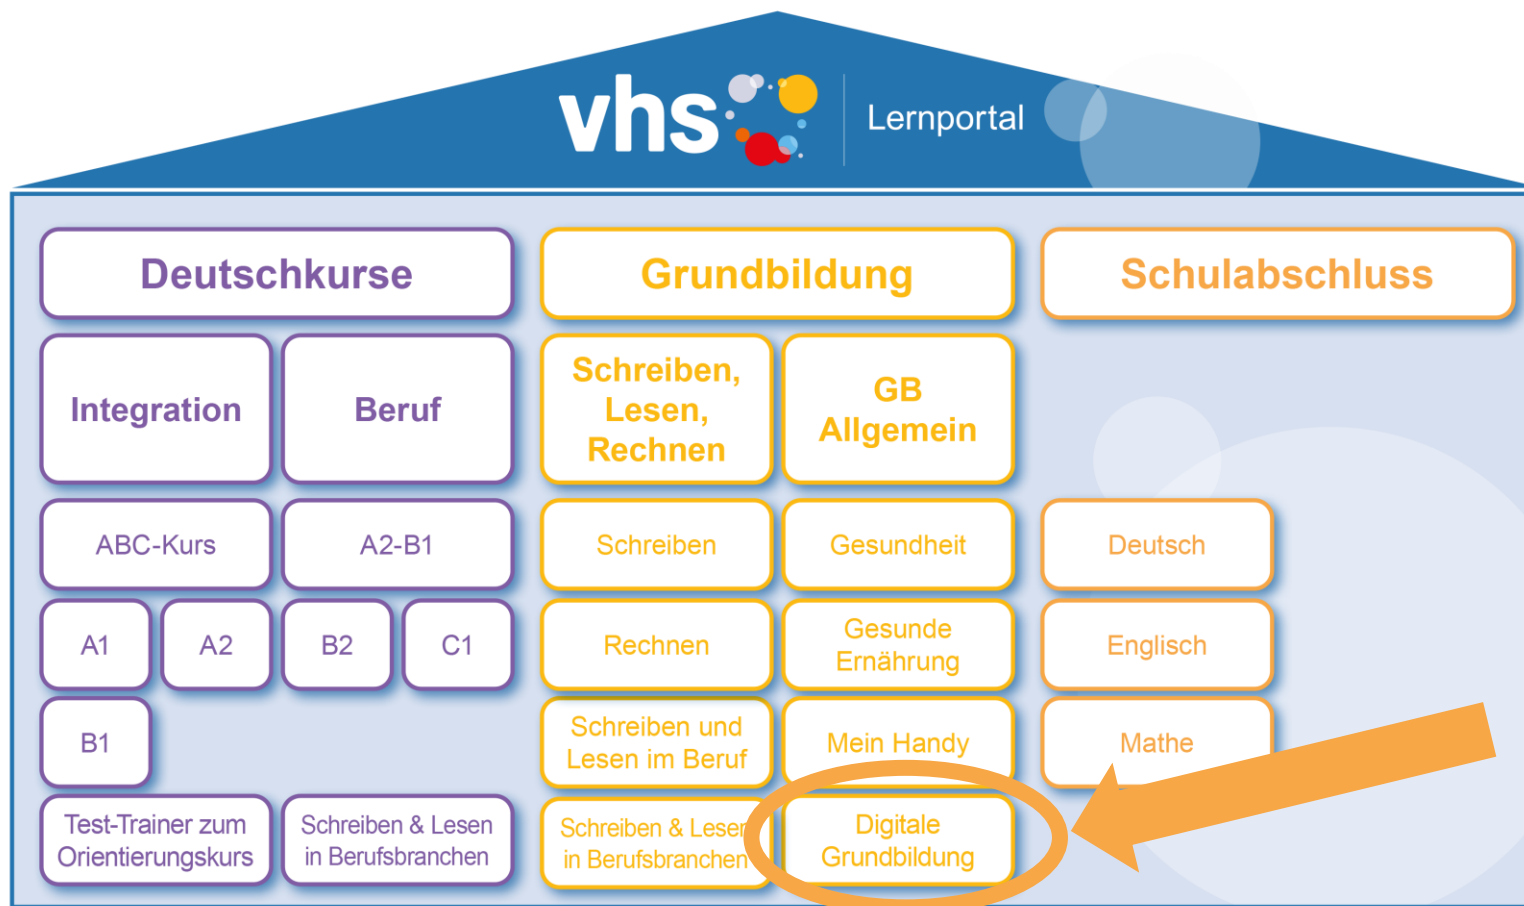 vhs
Lernportal
Deutschkurse
Grundbildung
Schulabschluss
Integration
Beruf
Schreiben,
Lesen,
Rechnen
GB
Allgemein
ABC-Kurs
A2-B1
Schreiben
Gesundheit
Deutsch
A1
A2
B2
C1
Rechnen
Gesunde
Ernährung
Englisch
B1
Schreiben und
Lesen im Beruf
Mein Handy
Mathe
Test-Trainer zum
Orientierungskurs
Schreiben & Lesen
in Berufsbranchen
Schreiben & Lesen
in Berufsbranchen
Digitale
Grundbildung